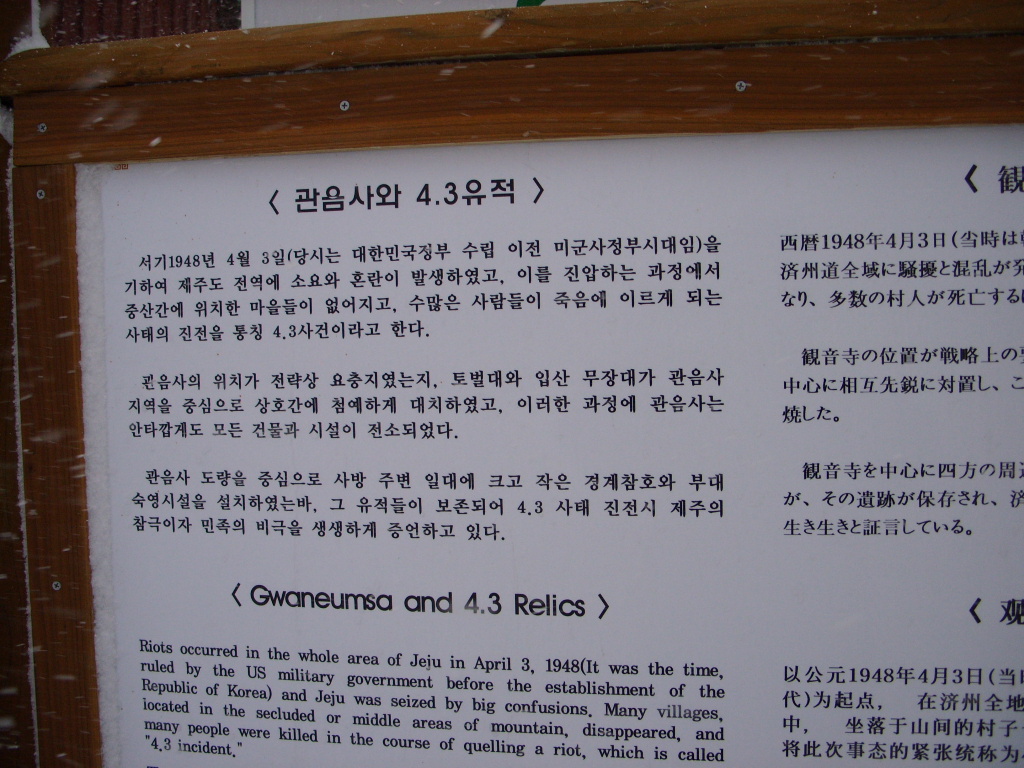 〈 관음사와 4.3유적 〉
서기1948년 4월 3일(당시는 대한민국정부 수립 이전 미군사정부시대임)을
기하여 제주도 전역에 소요와 혼란이 발생하였고, 이를 진압하는 과정에서
중산간에 위치한 마을들이 없어지고, 수많은 사람들이 죽음에 이르게 되는
사태의 진전을 통칭 4.3사건이라고 한다.
관음사의 위치가 전략상 요충지였는지, 토벌대와 입산 무장대가 관음사
지역을 중심으로 상호간에 첨예하게 대치하였고, 이러한 과정에 관음사는
안타깝게도 모든 건물과 시설이 전소되었다.
관음사 도량을 중심으로 사방 주변 일대에 크고 작은 경계참호와 부대
숙영시설을 설치하였는바, 그 유적들이 보존되어 4.3 사태 진전시 제주의
참극이자 민족의 비극을 생생하게 증언하고 있다.
〈 Gwaneumsa and 4.3 Relics 〉
Riots occurred in the whole area of Jeju in April 3, 1948(It was the time,
ruled by the US military government before the establishment of the
Republic of Korea) and Jeju was seized by big confusions. Many villages,
located in the secluded or middle areas of mountain, disappeared, and
many people were killed in the course of quelling a riot, which is called
"4.3 incident."
〈 観
西暦1948年4月3日(当時は
済州道全域に騒擾と混乱が発
なり、多数の村人が死亡する
観音寺の位置が戦略上の
中心に相互先鋭に対置し、こ
焼した。
観音寺を中心に四方の周辺
が、その遺跡が保存され、済
生き生きと証言している。
〈 观
以公元1948年4月3日(当
代)为起点， 在济州全地
中， 坐落于山间的村子
将此次事态的紧张统称为